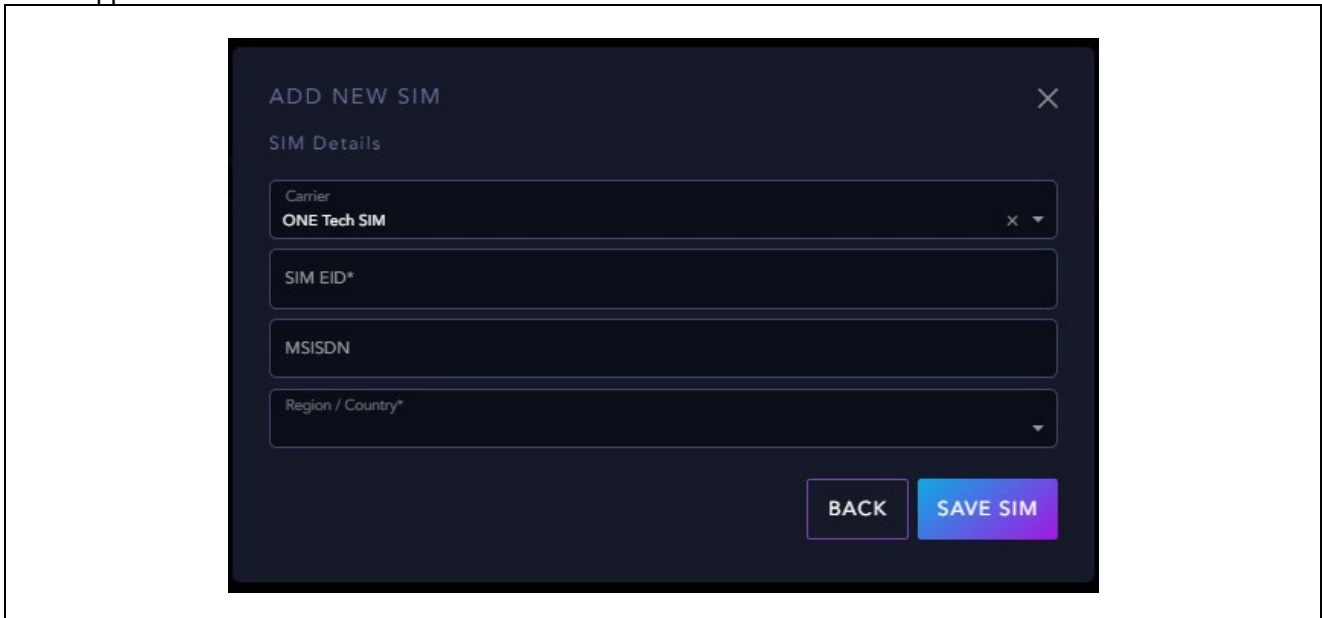 ADD NEW SIM
SIM Details
Carrier
ONE Tech SIM
SIM EID*
MSISDN
Region / Country*
BACK
SAVE SIM